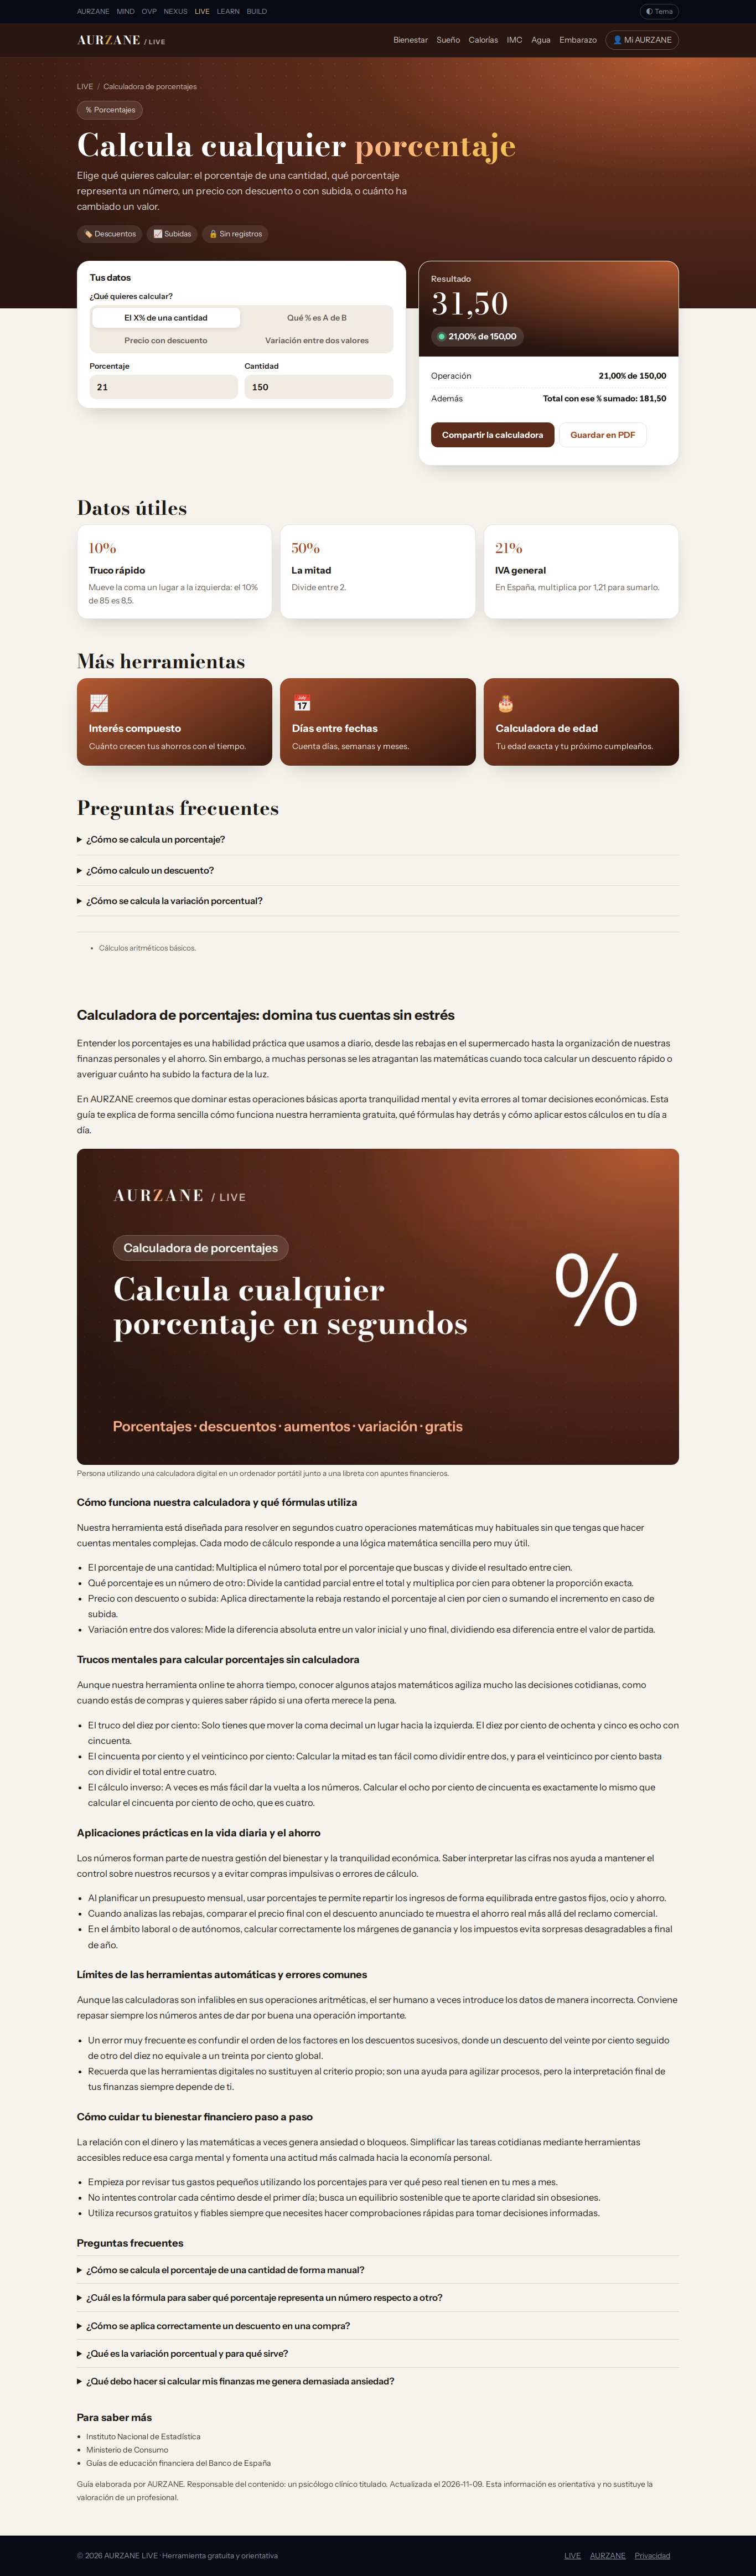 AURZANE MIND OVP NEXUS LIVE LEARN BUILD
Tema
AURZANE / LIVE
Bienestar Sueño Calorías IMC Agua Embarazo Mi AURZANE
LIVE / Calculadora de porcentajes
% Porcentajes
Calcula cualquier porcentaje
Elige qué quieres calcular: el porcentaje de una cantidad, qué porcentaje
representa un número, un precio con descuento o con subida, o cuánto ha
cambiado un valor.
Descuentos Subidas Sin registros
Tus datos
¿Qué quieres calcular?
El X% de una cantidad
Qué % es A de B
Precio con descuento
Variación entre dos valores
Porcentaje
Cantidad
21
150
Resultado
31,50
21,00% de 150,00
Operación 21,00% de 150,00
Además Total con ese % sumado: 181,50
Compartir la calculadora
Guardar en PDF
Datos útiles
10%
Truco rápido
Mueve la coma un lugar a la izquierda: el 10%
de 85 es 8,5.
50%
La mitad
Divide entre 2.
21%
IVA general
En España, multiplica por 1,21 para sumarlo.
Más herramientas
Interés compuesto
Cuánto crecen tus ahorros con el tiempo.
Días entre fechas
Cuenta días, semanas y meses.
Calculadora de edad
Tu edad exacta y tu próximo cumpleaños.
Preguntas frecuentes
¿Cómo se calcula un porcentaje?
¿Cómo calculo un descuento?
¿Cómo se calcula la variación porcentual?
Cálculos aritméticos básicos.
Calculadora de porcentajes: domina tus cuentas sin estrés
Entender los porcentajes es una habilidad práctica que usamos a diario, desde las rebajas en el supermercado hasta la organización de nuestras
finanzas personales y el ahorro. Sin embargo, a muchas personas se les atragantan las matemáticas cuando toca calcular un descuento rápido o
averiguar cuánto ha subido la factura de la luz.
En AURZANE creemos que dominar estas operaciones básicas aporta tranquilidad mental y evita errores al tomar decisiones económicas. Esta
guía te explica de forma sencilla cómo funciona nuestra herramienta gratuita, qué fórmulas hay detrás y cómo aplicar estos cálculos en tu día a
día.
AURZANE / LIVE
Calculadora de porcentajes
Calcula cualquier
porcentaje en segundos
%
Porcentajes · descuentos · aumentos · variación · gratis
Persona utilizando una calculadora digital en un ordenador portátil junto a una libreta con apuntes financieros.
Cómo funciona nuestra calculadora y qué fórmulas utiliza
Nuestra herramienta está diseñada para resolver en segundos cuatro operaciones matemáticas muy habituales sin que tengas que hacer
cuentas mentales complejas. Cada modo de cálculo responde a una lógica matemática sencilla pero muy útil.
El porcentaje de una cantidad: Multiplica el número total por el porcentaje que buscas y divide el resultado entre cien.
Qué porcentaje es un número de otro: Divide la cantidad parcial entre el total y multiplica por cien para obtener la proporción exacta.
Precio con descuento o subida: Aplica directamente la rebaja restando el porcentaje al cien por cien o sumando el incremento en caso de
subida.
Variación entre dos valores: Mide la diferencia absoluta entre un valor inicial y uno final, dividiendo esa diferencia entre el valor de partida.
Trucos mentales para calcular porcentajes sin calculadora
Aunque nuestra herramienta online te ahorra tiempo, conocer algunos atajos matemáticos agiliza mucho las decisiones cotidianas, como
cuando estás de compras y quieres saber rápido si una oferta merece la pena.
El truco del diez por ciento: Solo tienes que mover la coma decimal un lugar hacia la izquierda. El diez por ciento de ochenta y cinco es ocho con
cincuenta.
El cincuenta por ciento y el veinticinco por ciento: Calcular la mitad es tan fácil como dividir entre dos, y para el veinticinco por ciento basta
con dividir el total entre cuatro.
El cálculo inverso: A veces es más fácil dar la vuelta a los números. Calcular el ocho por ciento de cincuenta es exactamente lo mismo que
calcular el cincuenta por ciento de ocho, que es cuatro.
Aplicaciones prácticas en la vida diaria y el ahorro
Los números forman parte de nuestra gestión del bienestar y la tranquilidad económica. Saber interpretar las cifras nos ayuda a mantener el
control sobre nuestros recursos y a evitar compras impulsivas o errores de cálculo.
Al planificar un presupuesto mensual, usar porcentajes te permite repartir los ingresos de forma equilibrada entre gastos fijos, ocio y ahorro.
Cuando analizas las rebajas, comparar el precio final con el descuento anunciado te muestra el ahorro real más allá del reclamo comercial.
En el ámbito laboral o de autónomos, calcular correctamente los márgenes de ganancia y los impuestos evita sorpresas desagradables a final
de año.
Límites de las herramientas automáticas y errores comunes
Aunque las calculadoras son infalibles en sus operaciones aritméticas, el ser humano a veces introduce los datos de manera incorrecta. Conviene
repasar siempre los números antes de dar por buena una operación importante.
Un error muy frecuente es confundir el orden de los factores en los descuentos sucesivos, donde un descuento del veinte por ciento seguido
de otro del diez no equivale a un treinta por ciento global.
Recuerda que las herramientas digitales no sustituyen al criterio propio; son una ayuda para agilizar procesos, pero la interpretación final de
tus finanzas siempre depende de ti.
Cómo cuidar tu bienestar financiero paso a paso
La relación con el dinero y las matemáticas a veces genera ansiedad o bloqueos. Simplificar las tareas cotidianas mediante herramientas
accesibles reduce esa carga mental y fomenta una actitud más calmada hacia la economía personal.
Empieza por revisar tus gastos pequeños utilizando los porcentajes para ver qué peso real tienen en tu mes a mes.
No intentes controlar cada céntimo desde el primer día; busca un equilibrio sostenible que te aporte claridad sin obsesiones.
Utiliza recursos gratuitos y fiables siempre que necesites hacer comprobaciones rápidas para tomar decisiones informadas.
Preguntas frecuentes
¿Cómo se calcula el porcentaje de una cantidad de forma manual?
¿Cuál es la fórmula para saber qué porcentaje representa un número respecto a otro?
¿Cómo se aplica correctamente un descuento en una compra?
¿Qué es la variación porcentual y para qué sirve?
¿Qué debo hacer si calcular mis finanzas me genera demasiada ansiedad?
Para saber más
Instituto Nacional de Estadística
Ministerio de Consumo
Guías de educación financiera del Banco de España
Guía elaborada por AURZANE. Responsable del contenido: un psicólogo clínico titulado. Actualizada el 2026-11-09. Esta información es orientativa y no sustituye la
valoración de un profesional.
© 2026 AURZANE LIVE · Herramienta gratuita y orientativa
LIVE AURZANE Privacidad